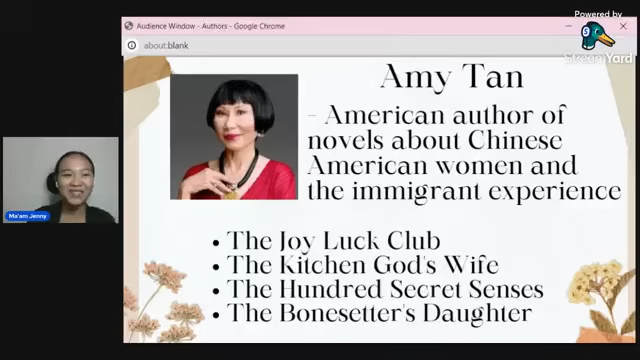 Powered by
StreamYard
Audience Window - Authors - Google Chrome
about:blank
Amy Tan
- American author of
novels about Chinese
American women and
the immigrant experience
Ma'am Jenny
• The Joy Luck Club
• The Kitchen God's Wife
• The Hundred Secret Senses
• The Bonesetter's Daughter